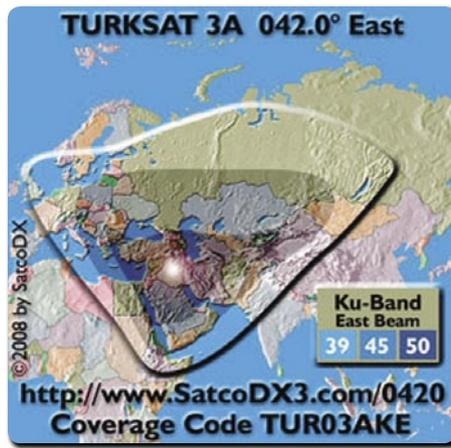 TURKSAT 3A 042.0° East
©2008 by SatcoDX
Ku-Band
East Beam
39 45 50
http://www.SatcoDX3.com/0420
Coverage Code TUR03AKE